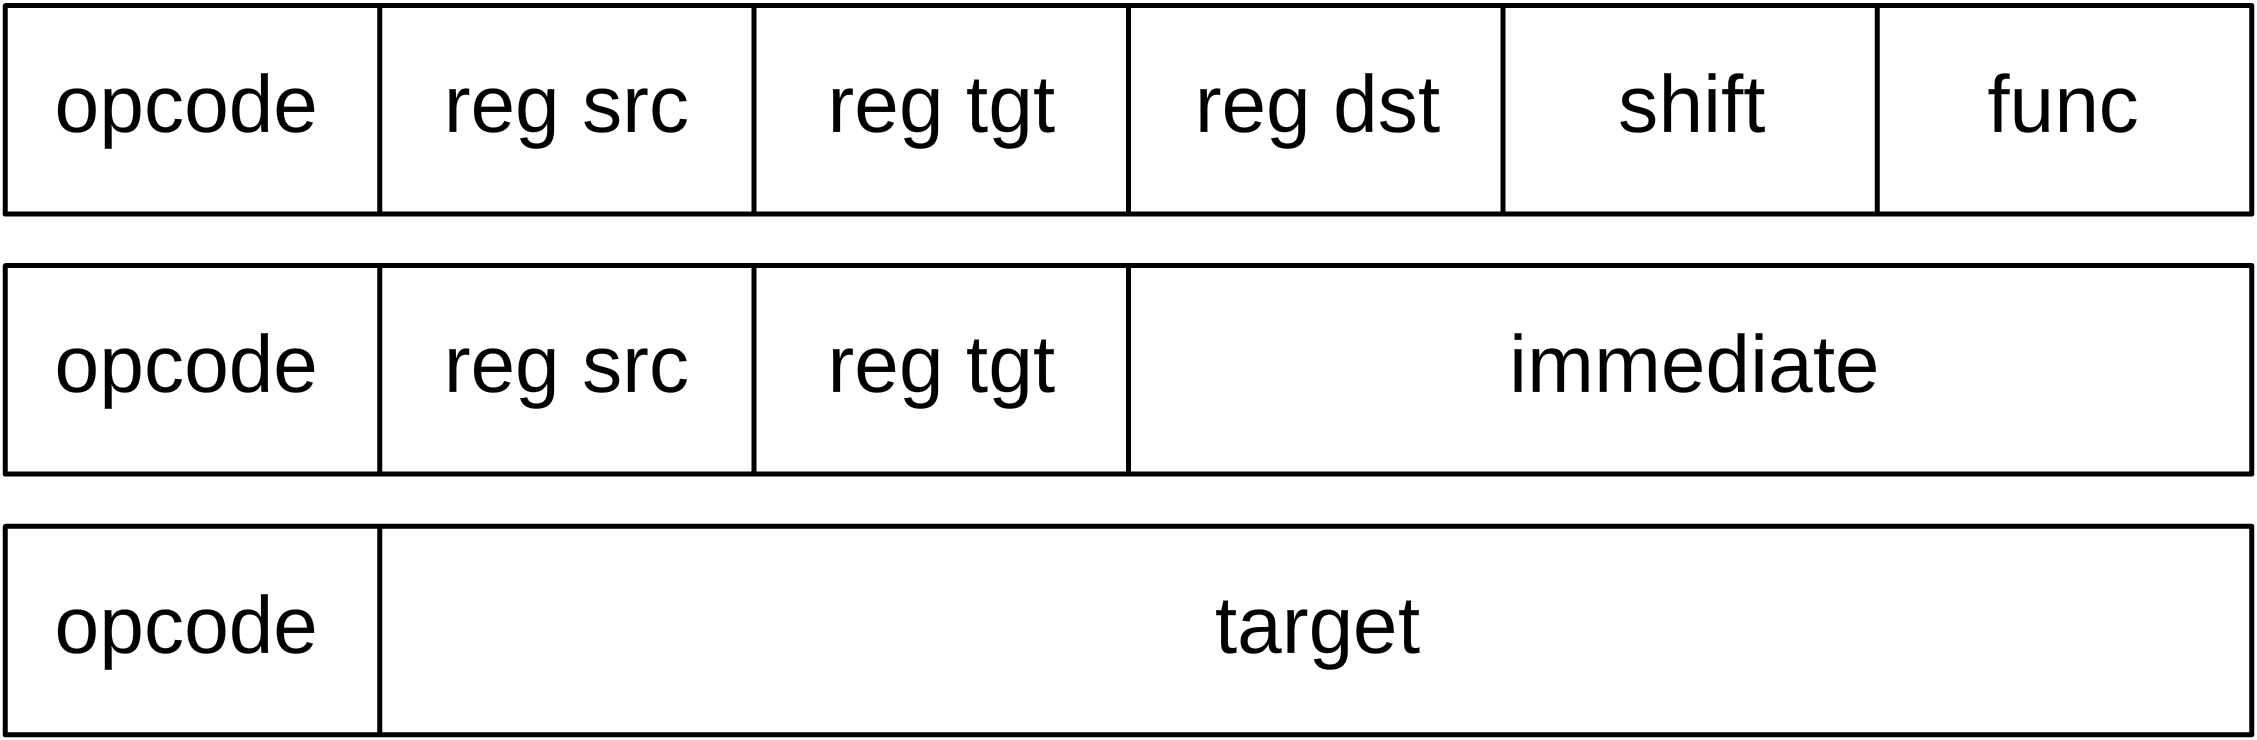 opcode reg src reg tgt reg dst shift func
opcode reg src reg tgt immediate
opcode target